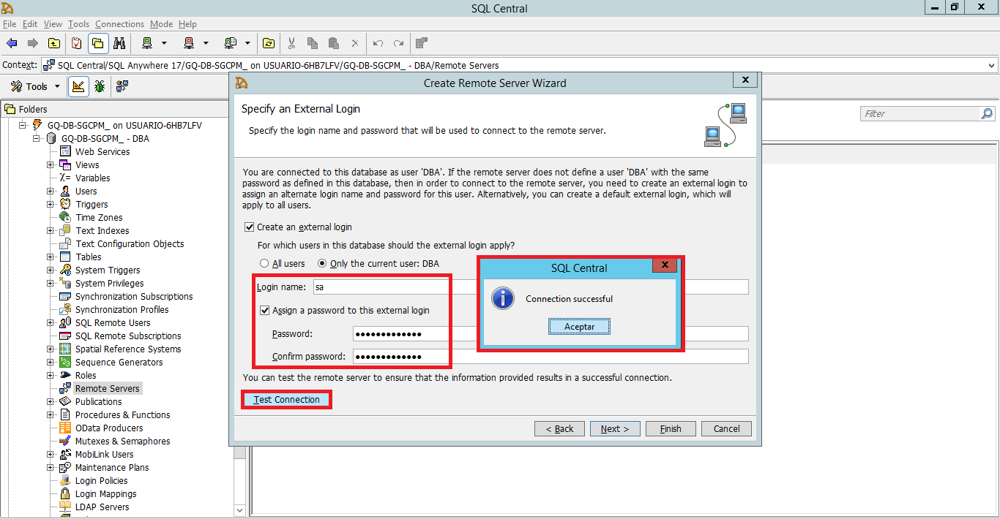 SQL Central
File Edit View Tools Connections Mode Help
Context: SQL Central/SQL Anywhere 17/GQ-DB-SGCPM_ on USUARIO-6HB7LFV/GQ-DB-SGCPM_ - DBA/Remote Servers
Tools
Folders
GQ-DB-SGCPM_ on USUARIO-6HB7LFV
GQ-DB-SGCPM_ - DBA
Web Services
Views
Variables
Users
Triggers
Time Zones
Text Indexes
Text Configuration Objects
Tables
System Triggers
System Privileges
Synchronization Subscriptions
Synchronization Profiles
SQL Remote Users
SQL Remote Subscriptions
Spatial Reference Systems
Sequence Generators
Roles
Remote Servers
Publications
Procedures & Functions
OData Producers
Mutexes & Semaphores
MobiLink Users
Maintenance Plans
Login Policies
Login Mappings
LDAP Servers
Filter
Create Remote Server Wizard
Specify an External Login
Specify the login name and password that will be used to connect to the remote server.
You are connected to this database as user 'DBA'. If the remote server does not define a user 'DBA' with the same
password as defined in this database, then in order to connect to the remote server, you need to create an external login to
assign an alternate login name and password for this user. Alternatively, you can create a default external login, which will
apply to all users.
Create an external login
For which users in this database should the external login apply?
All users Only the current user: DBA
Login name: sa
Assign a password to this external login
Password: •••••••••••••
Confirm password: •••••••••••••
You can test the remote server to ensure that the information provided results in a successful connection.
Test Connection
< Back Next > Finish Cancel
SQL Central
Connection successful
Aceptar